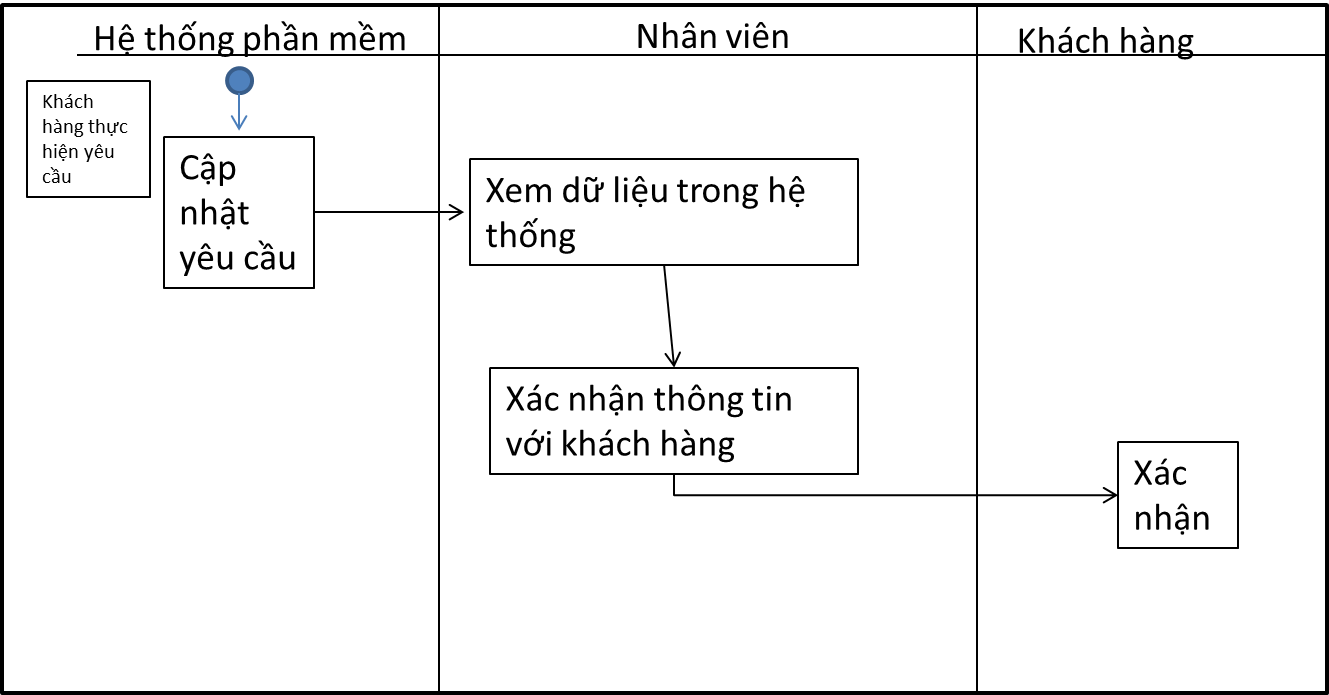 Hệ thống phần mềm
Nhân viên
Khách hàng
Khách
hàng thực
hiện yêu
cầu
Cập
nhật
yêu cầu
Xem dữ liệu trong hệ
thống
Xác nhận thông tin
với khách hàng
Xác
nhận